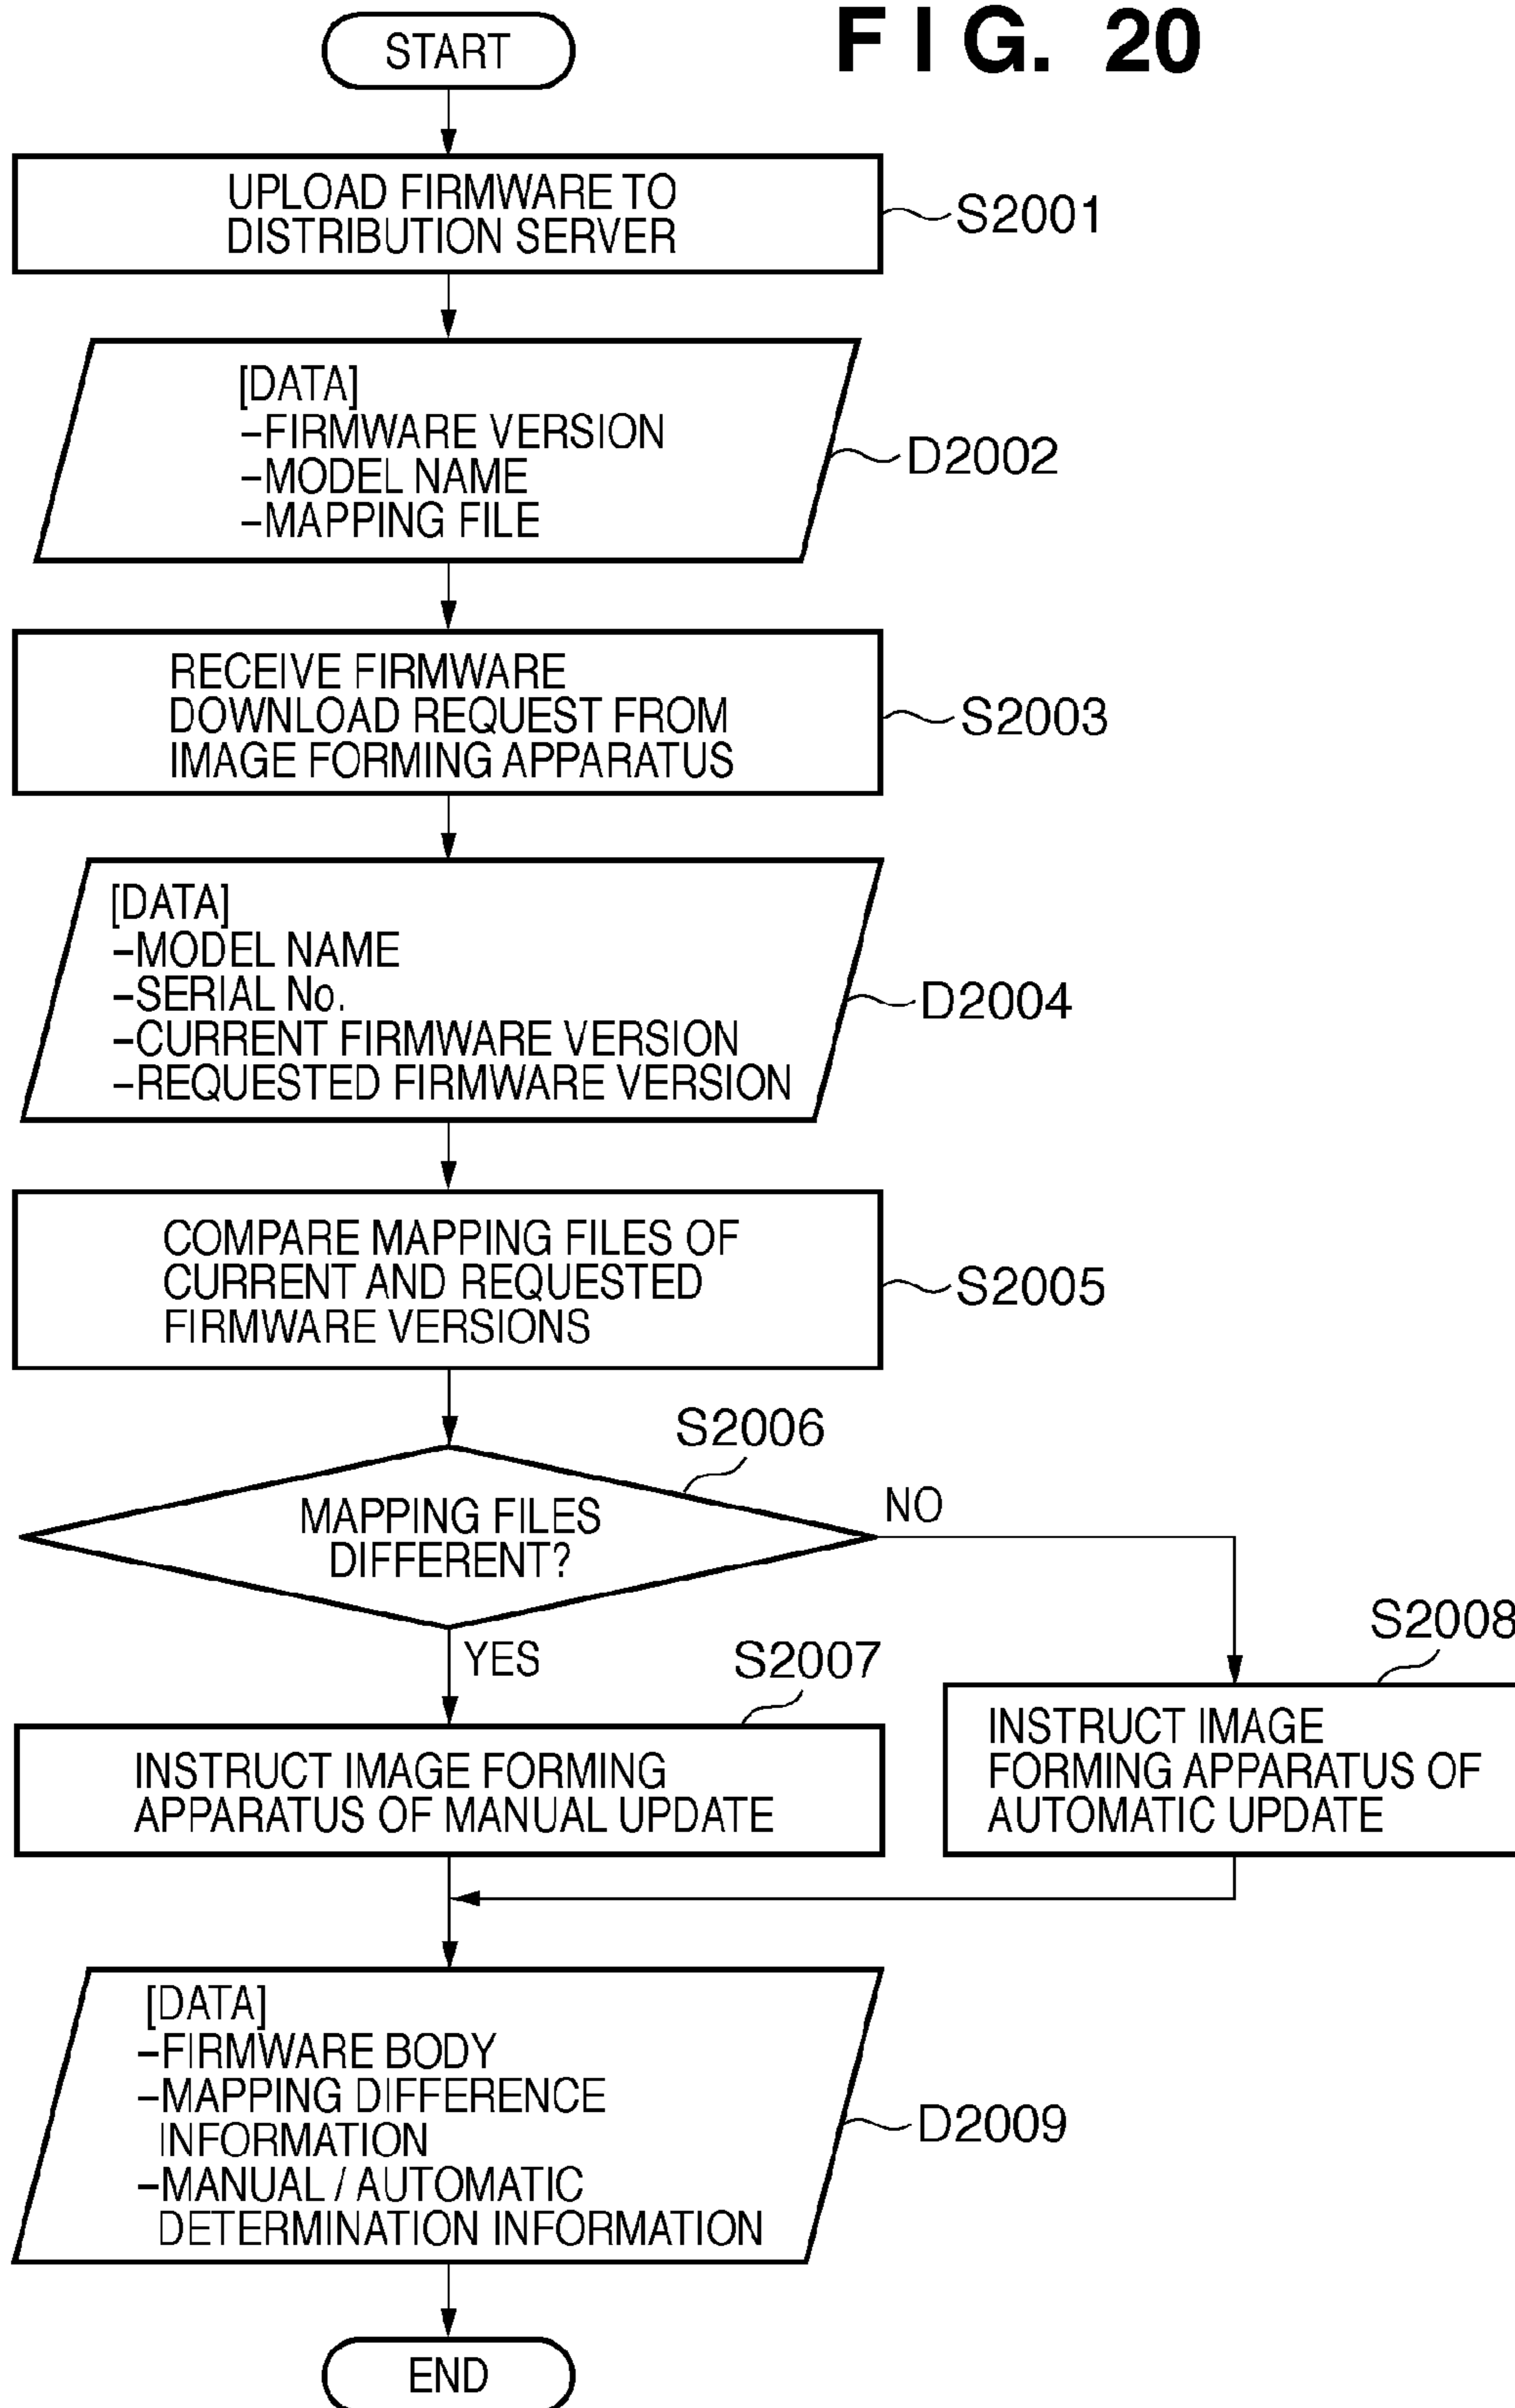 FIG. 20
START
UPLOAD FIRMWARE TO
DISTRIBUTION SERVER
S2001
[DATA]
-FIRMWARE VERSION
-MODEL NAME
-MAPPING FILE
D2002
RECEIVE FIRMWARE
DOWNLOAD REQUEST FROM
IMAGE FORMING APPARATUS
S2003
[DATA]
-MODEL NAME
-SERIAL No.
-CURRENT FIRMWARE VERSION
-REQUESTED FIRMWARE VERSION
D2004
COMPARE MAPPING FILES OF
CURRENT AND REQUESTED
FIRMWARE VERSIONS
S2005
S2006
MAPPING FILES
DIFFERENT?
NO
YES
S2007
INSTRUCT IMAGE FORMING
APPARATUS OF MANUAL UPDATE
S2008
INSTRUCT IMAGE
FORMING APPARATUS OF
AUTOMATIC UPDATE
[DATA]
-FIRMWARE BODY
-MAPPING DIFFERENCE
INFORMATION
-MANUAL / AUTOMATIC
DETERMINATION INFORMATION
D2009
END